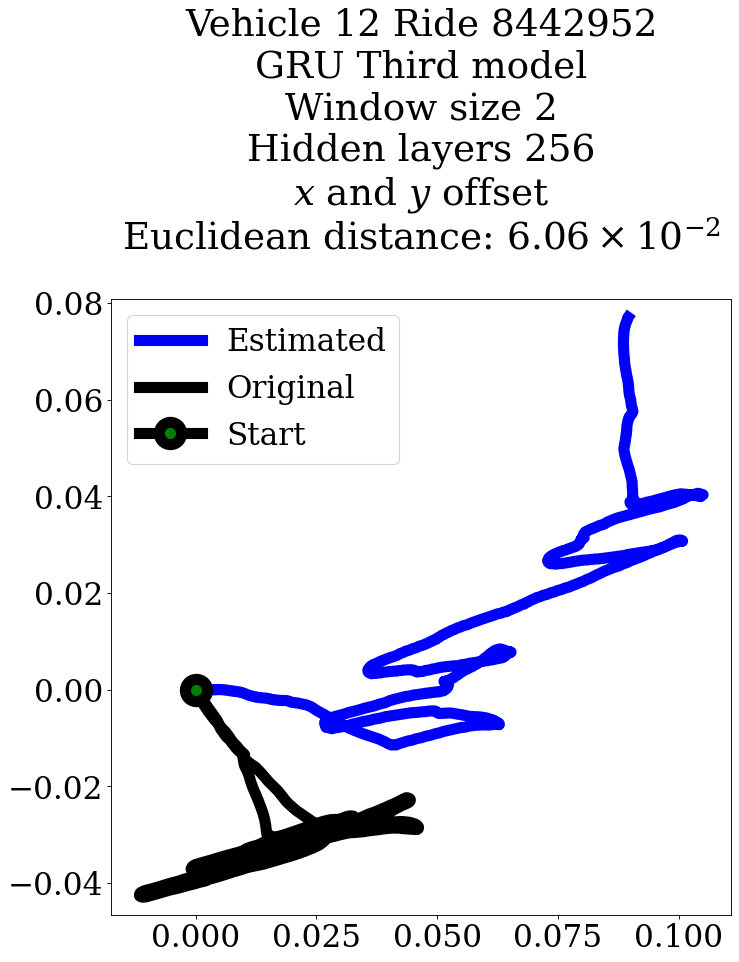 Vehicle 12 Ride 8442952
GRU Third model
Window size 2
Hidden layers 256
x and y offset
Euclidean distance: 6.06 × 10⁻²
Estimated
Original
Start
0.08
0.06
0.04
0.02
0.00
−0.02
−0.04
0.000 0.025 0.050 0.075 0.100